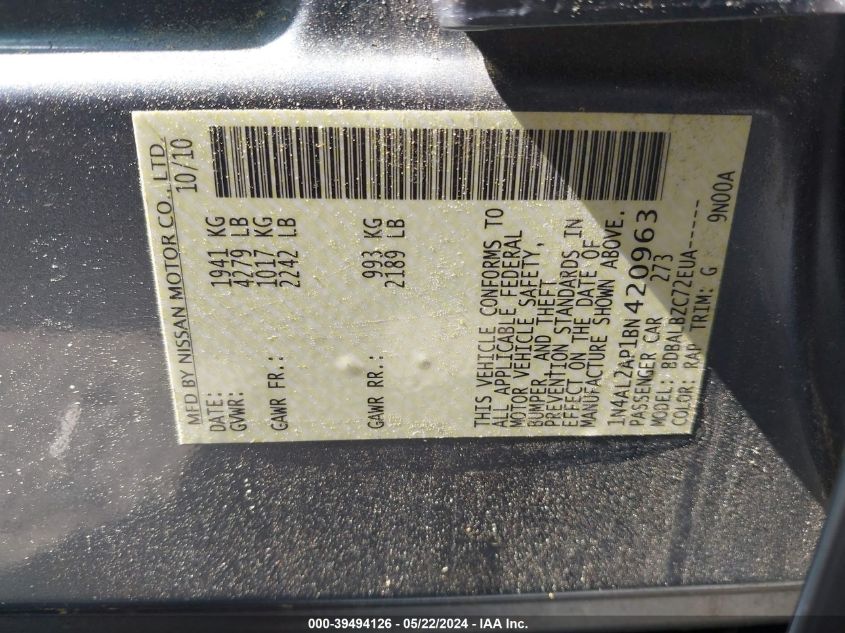 MFD BY NISSAN MOTOR CO., LTD.
DATE: 10/10
GVWR: 1941 KG
4279 LB
GAWR FR.: 1017 KG
2242 LB
GAWR RR.: 993 KG
2189 LB
THIS VEHICLE CONFORMS TO
ALL APPLICABLE FEDERAL
MOTOR VEHICLE SAFETY,
BUMPER, AND THEFT
PREVENTION STANDARDS IN
EFFECT ON THE DATE OF
MANUFACTURE SHOWN ABOVE.
1N4AL2AP1BN420963
PASSENGER CAR 273
MODEL: BDBALBZC72EUA-----
COLOR: RAP TRIM: G 9N00A
000-39494126 - 05/22/2024 - IAA Inc.